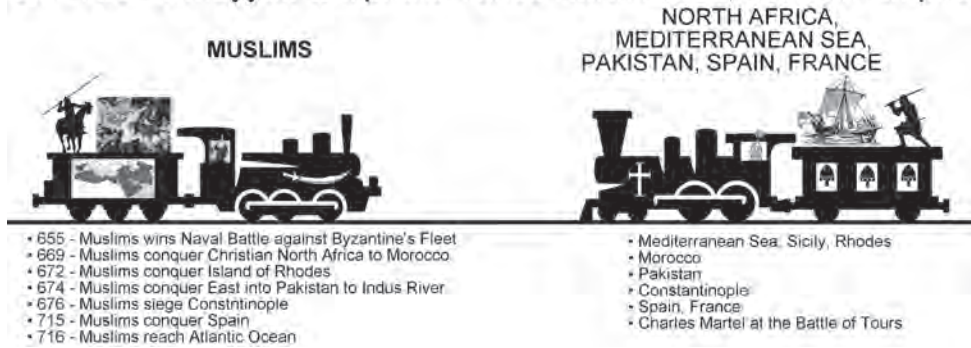 MUSLIMS
NORTH AFRICA,
MEDITERRANEAN SEA,
PAKISTAN, SPAIN, FRANCE
• 655 - Muslims wins Naval Battle against Byzantine's Fleet
• 669 - Muslims conquer Christian North Africa to Morocco
• 672 - Muslims conquer Island of Rhodes
• 674 - Muslims conquer East into Pakistan to Indus River
• 676 - Muslims siege Constntinople
• 715 - Muslims conquer Spain
• 716 - Muslims reach Atlantic Ocean
• Mediterranean Sea, Sicily, Rhodes
• Morocco
• Pakistan
• Constantinople
• Spain, France
• Charles Martel at the Battle of Tours